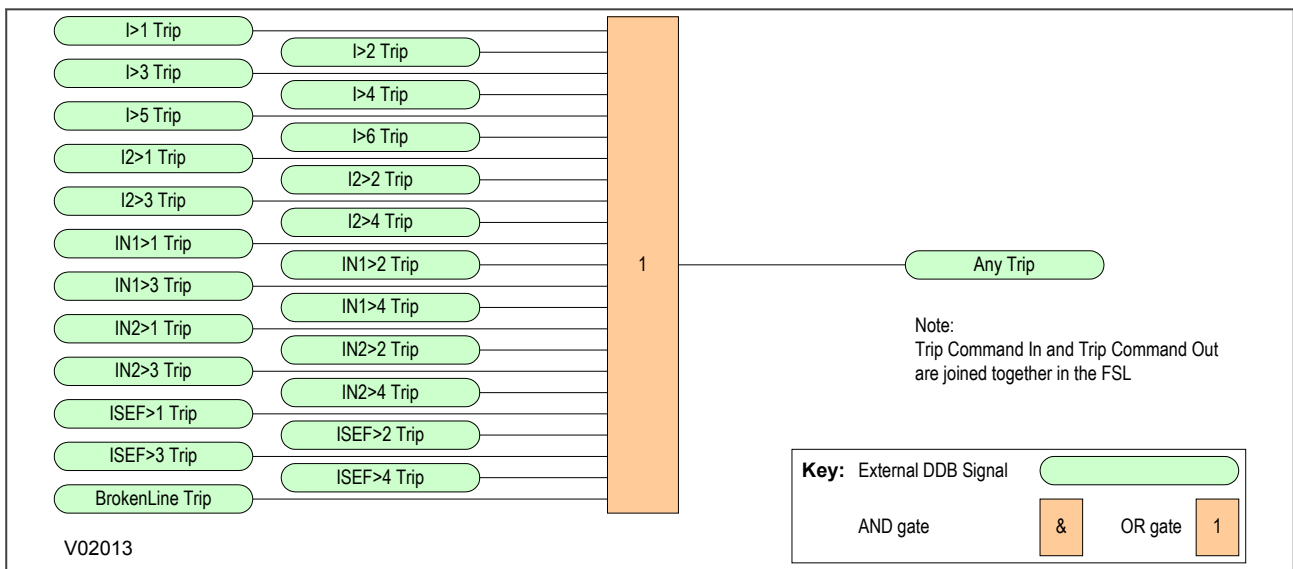 I>1 Trip
I>2 Trip
I>3 Trip
I>4 Trip
I>5 Trip
I>6 Trip
I2>1 Trip
I2>2 Trip
I2>3 Trip
I2>4 Trip
IN1>1 Trip
IN1>2 Trip
IN1>3 Trip
IN1>4 Trip
IN2>1 Trip
IN2>2 Trip
IN2>3 Trip
IN2>4 Trip
ISEF>1 Trip
ISEF>2 Trip
ISEF>3 Trip
ISEF>4 Trip
BrokenLine Trip
1
Any Trip
Note:
Trip Command In and Trip Command Out
are joined together in the FSL
Key: External DDB Signal
AND gate & OR gate 1
V02013